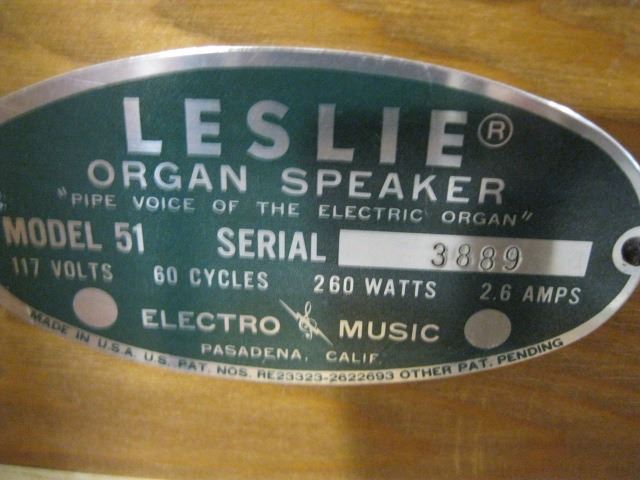 LESLIE®
ORGAN SPEAKER
"PIPE VOICE OF THE ELECTRIC ORGAN"
MODEL 51 SERIAL 3889
117 VOLTS 60 CYCLES 260 WATTS 2.6 AMPS
ELECTRO MUSIC
PASADENA, CALIF.
MADE IN U.S.A. U.S. PAT. NOS. RE23323-2622693 OTHER PAT. PENDING